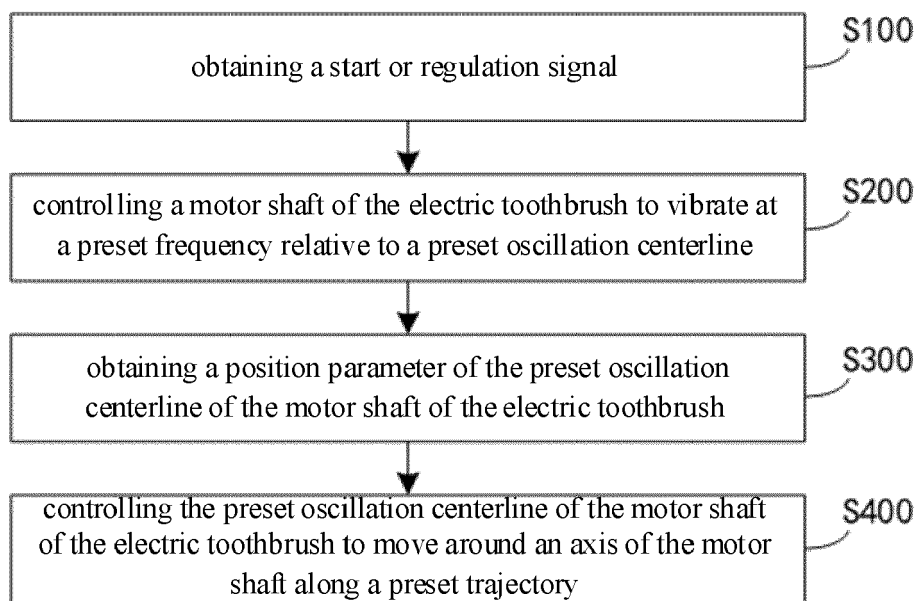 obtaining a start or regulation signal
S100
controlling a motor shaft of the electric toothbrush to vibrate at
a preset frequency relative to a preset oscillation centerline
S200
obtaining a position parameter of the preset oscillation
centerline of the motor shaft of the electric toothbrush
S300
controlling the preset oscillation centerline of the motor shaft
of the electric toothbrush to move around an axis of the motor
shaft along a preset trajectory
S400